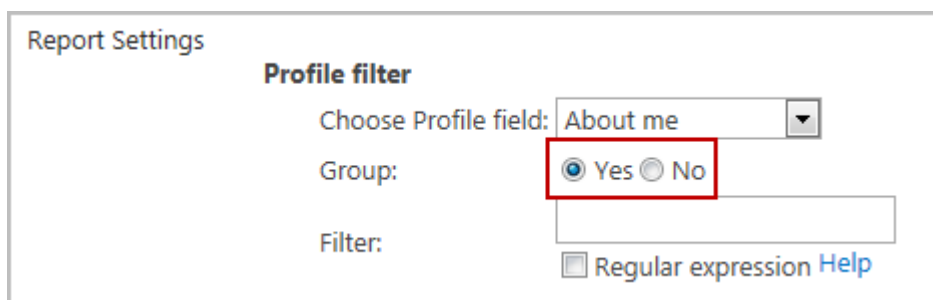 Report Settings
Profile filter
Choose Profile field: About me
Group: Yes No
Filter:
Regular expression Help